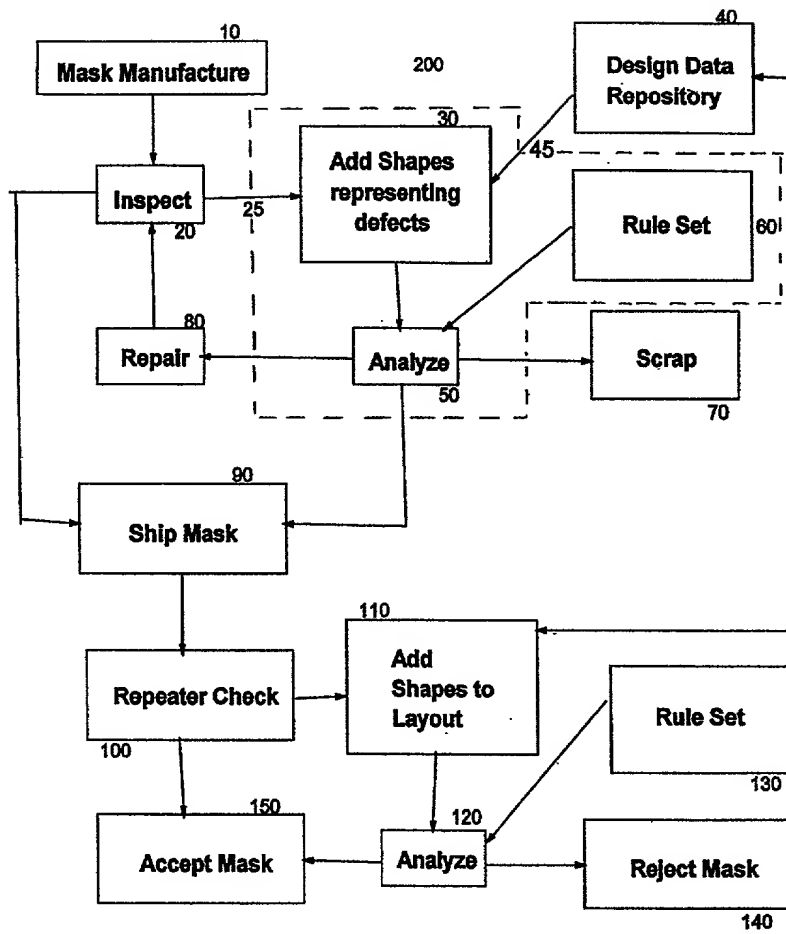 10
Mask Manufacture
200
40
Design Data
Repository
30
Add Shapes
representing
defects
45
Inspect
20
25
Rule Set
60
80
Repair
Analyze
50
Scrap
70
90
Ship Mask
110
Add
Shapes to
Layout
Repeater Check
100
Rule Set
130
150
Accept Mask
120
Analyze
Reject Mask
140